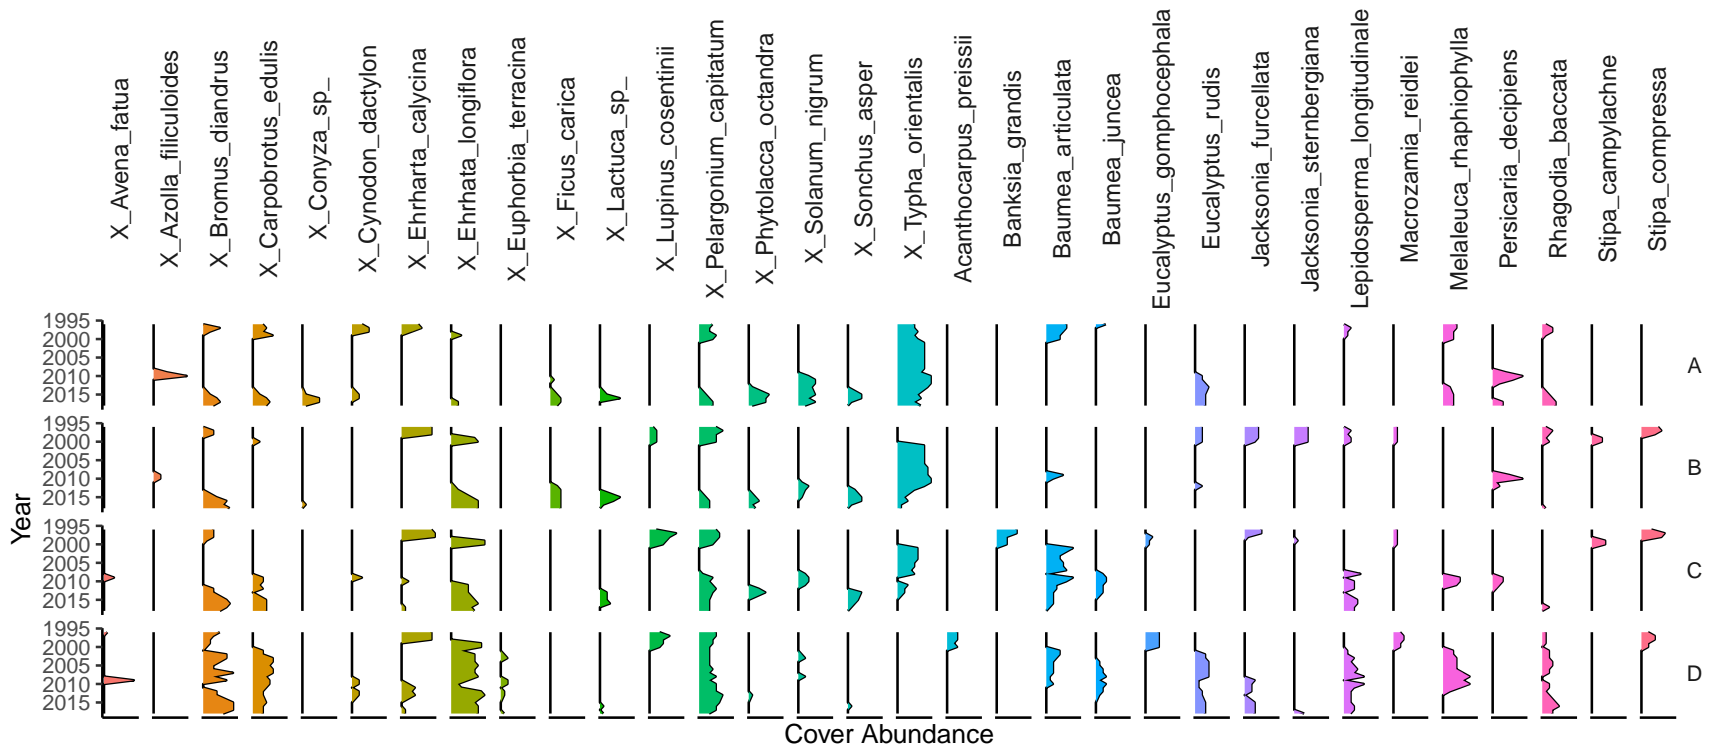 X_Avena_fatua
X_Azolla_filiculoides
X_Bromus_diandrus
X_Carpobrotus_edulis
X_Conyza_sp_
X_Cynodon_dactylon
X_Ehrharta_calycina
X_Ehrhata_longiflora
X_Euphorbia_terracina
X_Ficus_carica
X_Lactuca_sp_
X_Lupinus_cosentinii
X_Pelargonium_capitatum
X_Phytolacca_octandra
X_Solanum_nigrum
X_Sonchus_asper
X_Typha_orientalis
Acanthocarpus_preissii
Banksia_grandis
Baumea_articulata
Baumea_juncea
Eucalyptus_gomphocephala
Eucalyptus_rudis
Jacksonia_furcellata
Jacksonia_sternbergiana
Lepidosperma_longitudinale
Macrozamia_reidlei
Melaleuca_rhaphiophylla
Persicaria_decipiens
Rhagodia_baccata
Stipa_campylachne
Stipa_compressa
Year
1995
2000
2005
2010
2015
A
1995
2000
2005
2010
2015
B
1995
2000
2005
2010
2015
C
1995
2000
2005
2010
2015
D
Cover Abundance